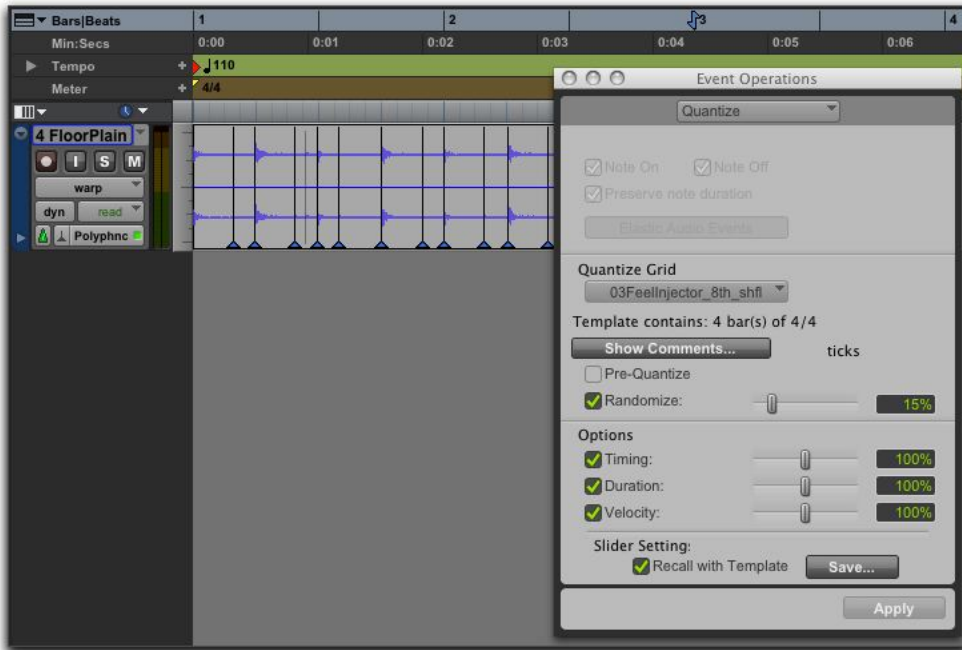 Bars|Beats 1 2 3 4
Min:Secs 0:00 0:01 0:02 0:03 0:04 0:05 0:06
Tempo + 110
Meter + 4/4
4 FloorPlain
I S M
warp
dyn read
Polyphnc
Event Operations
Quantize
Note On Note Off
Preserve note duration
Elastic Audio Events
Quantize Grid
03FeelInjector_8th_shfl
Template contains: 4 bar(s) of 4/4
Show Comments... ticks
Pre-Quantize
Randomize: 15%
Options
Timing: 100%
Duration: 100%
Velocity: 100%
Slider Setting:
Recall with Template Save...
Apply